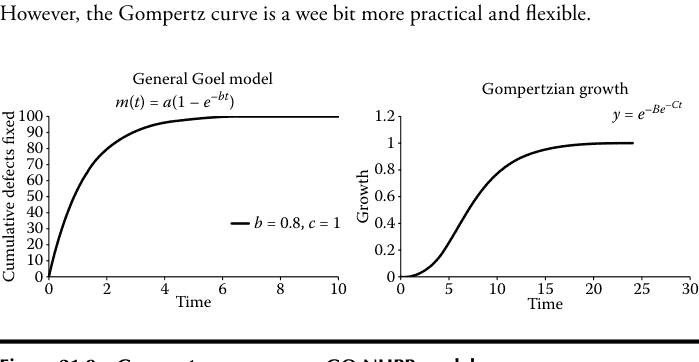 However, the Gompertz curve is a wee bit more practical and flexible.
General Goel model
m(t) = a(1 − e^−bt)
Cumulative defects fixed
100
90
80
70
60
50
40
30
20
10
0
b = 0.8, c = 1
0 2 4 6 8 10
Time
Gompertzian growth
y = e^−Be^−Ct
Growth
1.2
1
0.8
0.6
0.4
0.2
0
0 5 10 15 20 25 30
Time